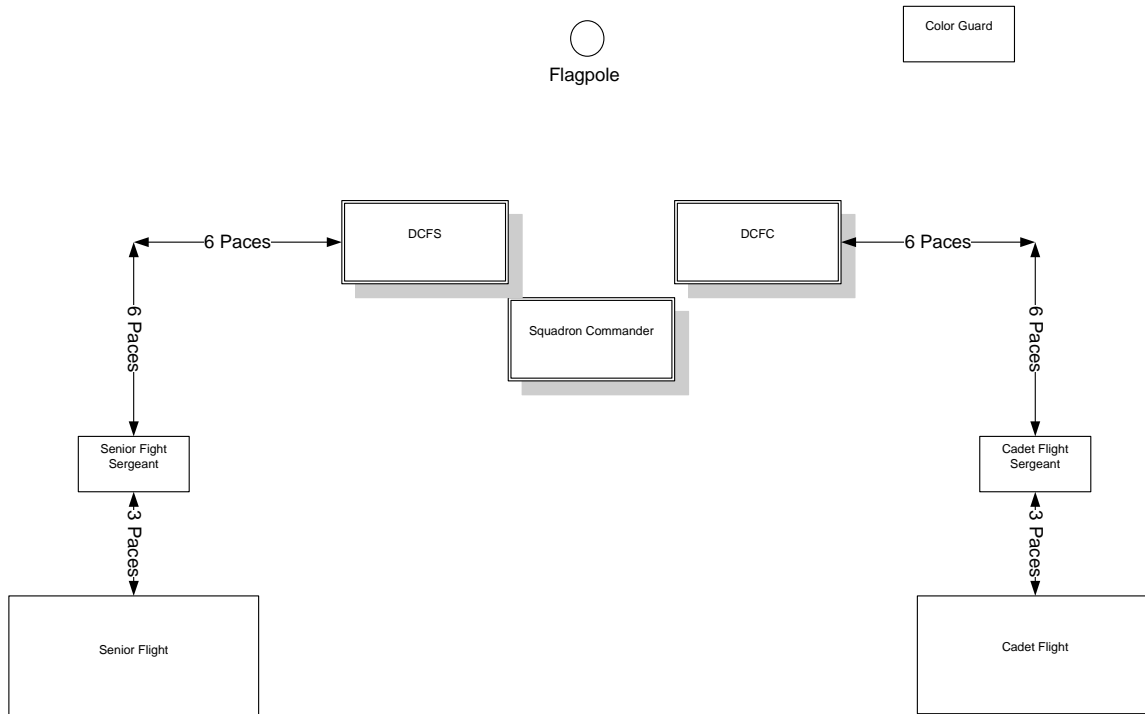 Color Guard
Flagpole
DCFS
DCFC
6 Paces
6 Paces
6 Paces
6 Paces
Squadron Commander
Senior Fight
Sergeant
Cadet Flight
Sergeant
3 Paces
3 Paces
Senior Flight
Cadet Flight